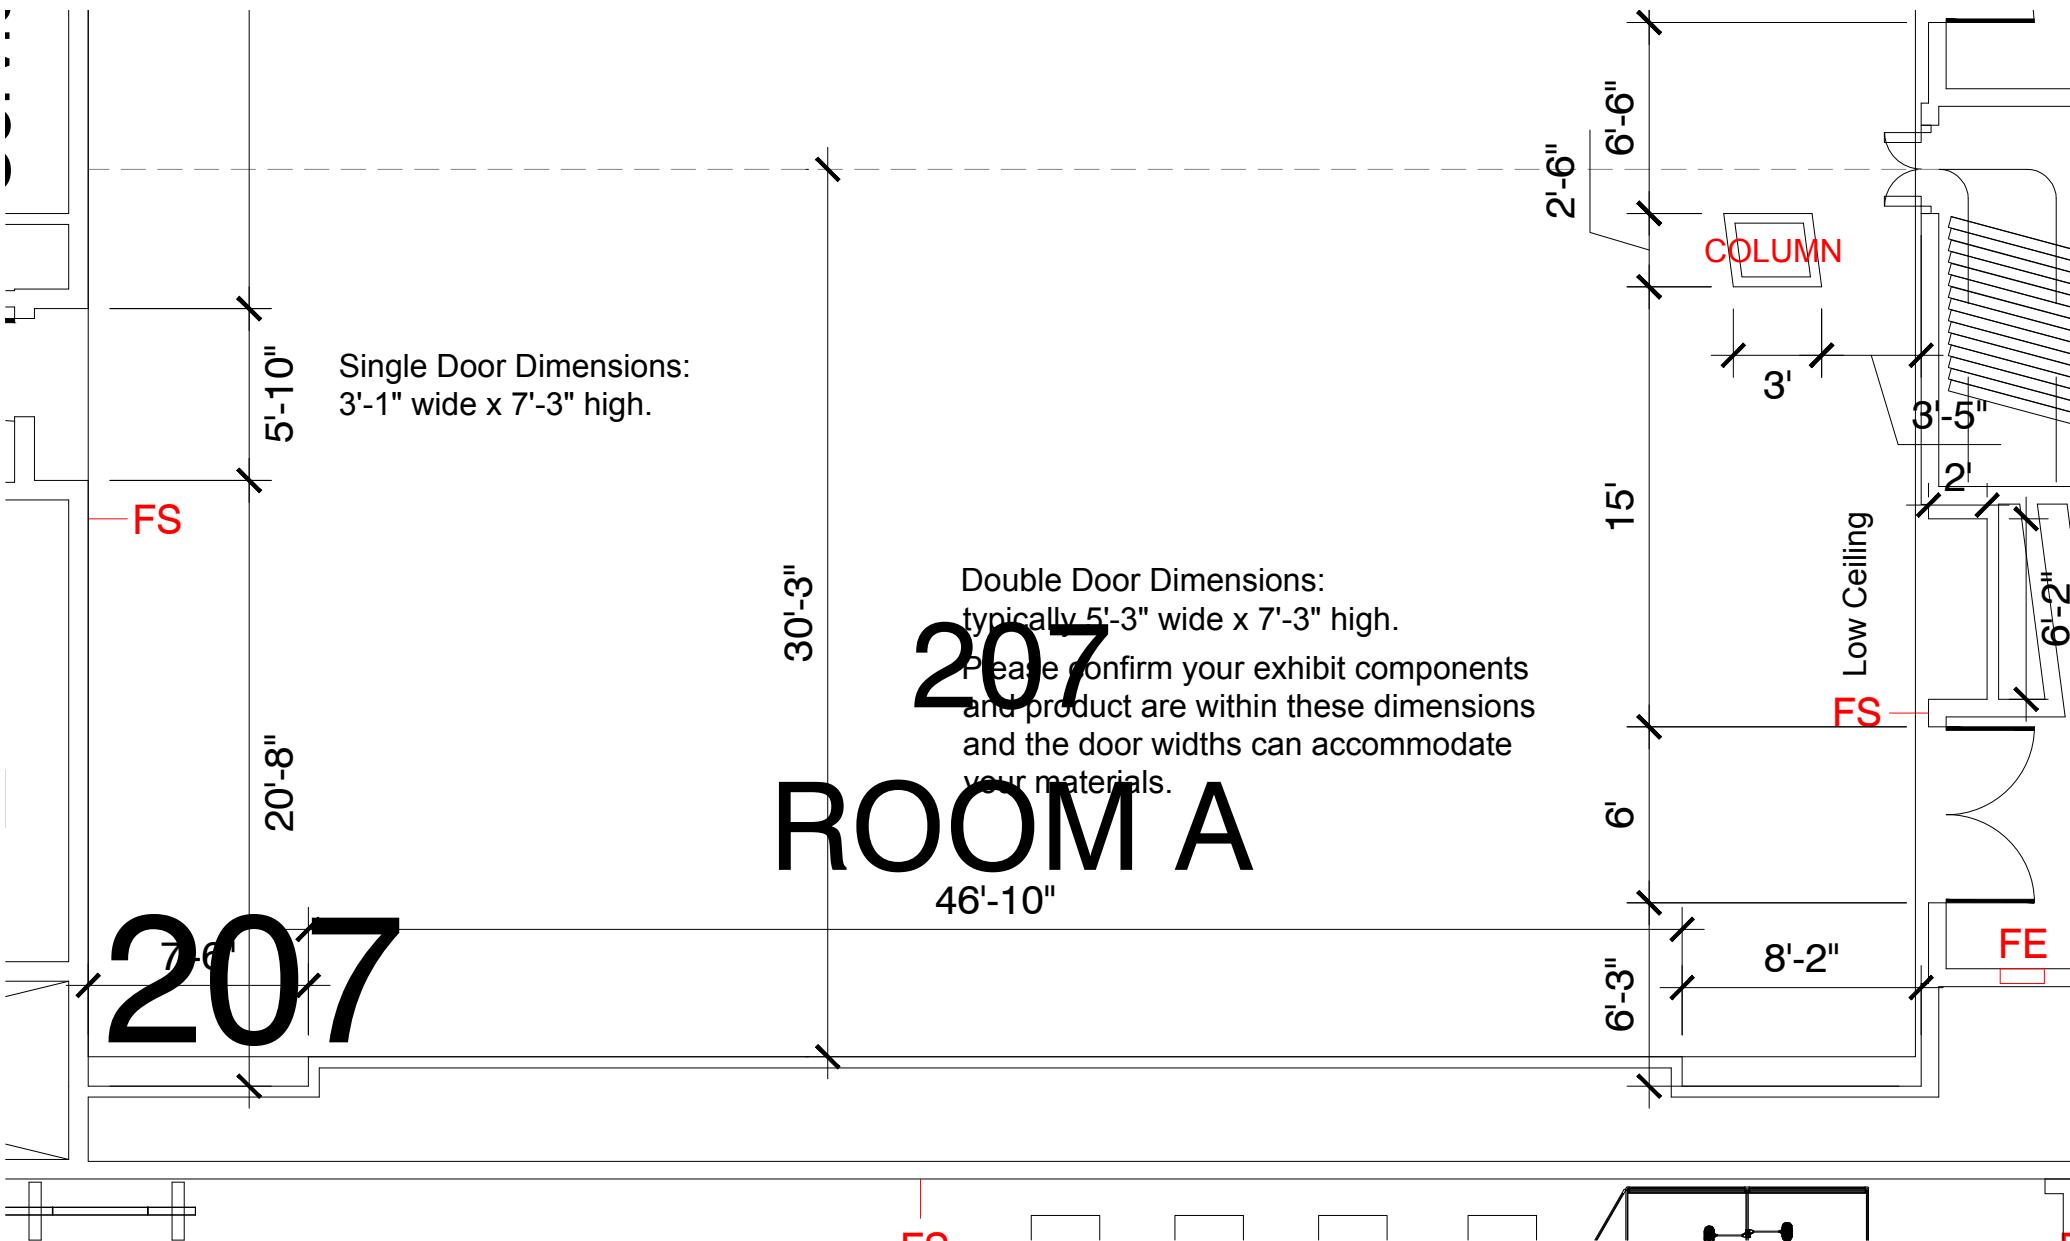 6'-6"
2'-6"
COLUMN
5'-10"
Single Door Dimensions:
3'-1" wide x 7'-3" high.
3'
3'-5"
2'
FS
15'
Low Ceiling
30'-3"
Double Door Dimensions:
typically 5'-3" wide x 7'-3" high.
207
Please confirm your exhibit components
and product are within these dimensions
and the door widths can accommodate
your materials.
6'-2"
FS
20'-8"
ROOM A
6'
46'-10"
207
7'-6"
6'-3"
8'-2"
FE
FS